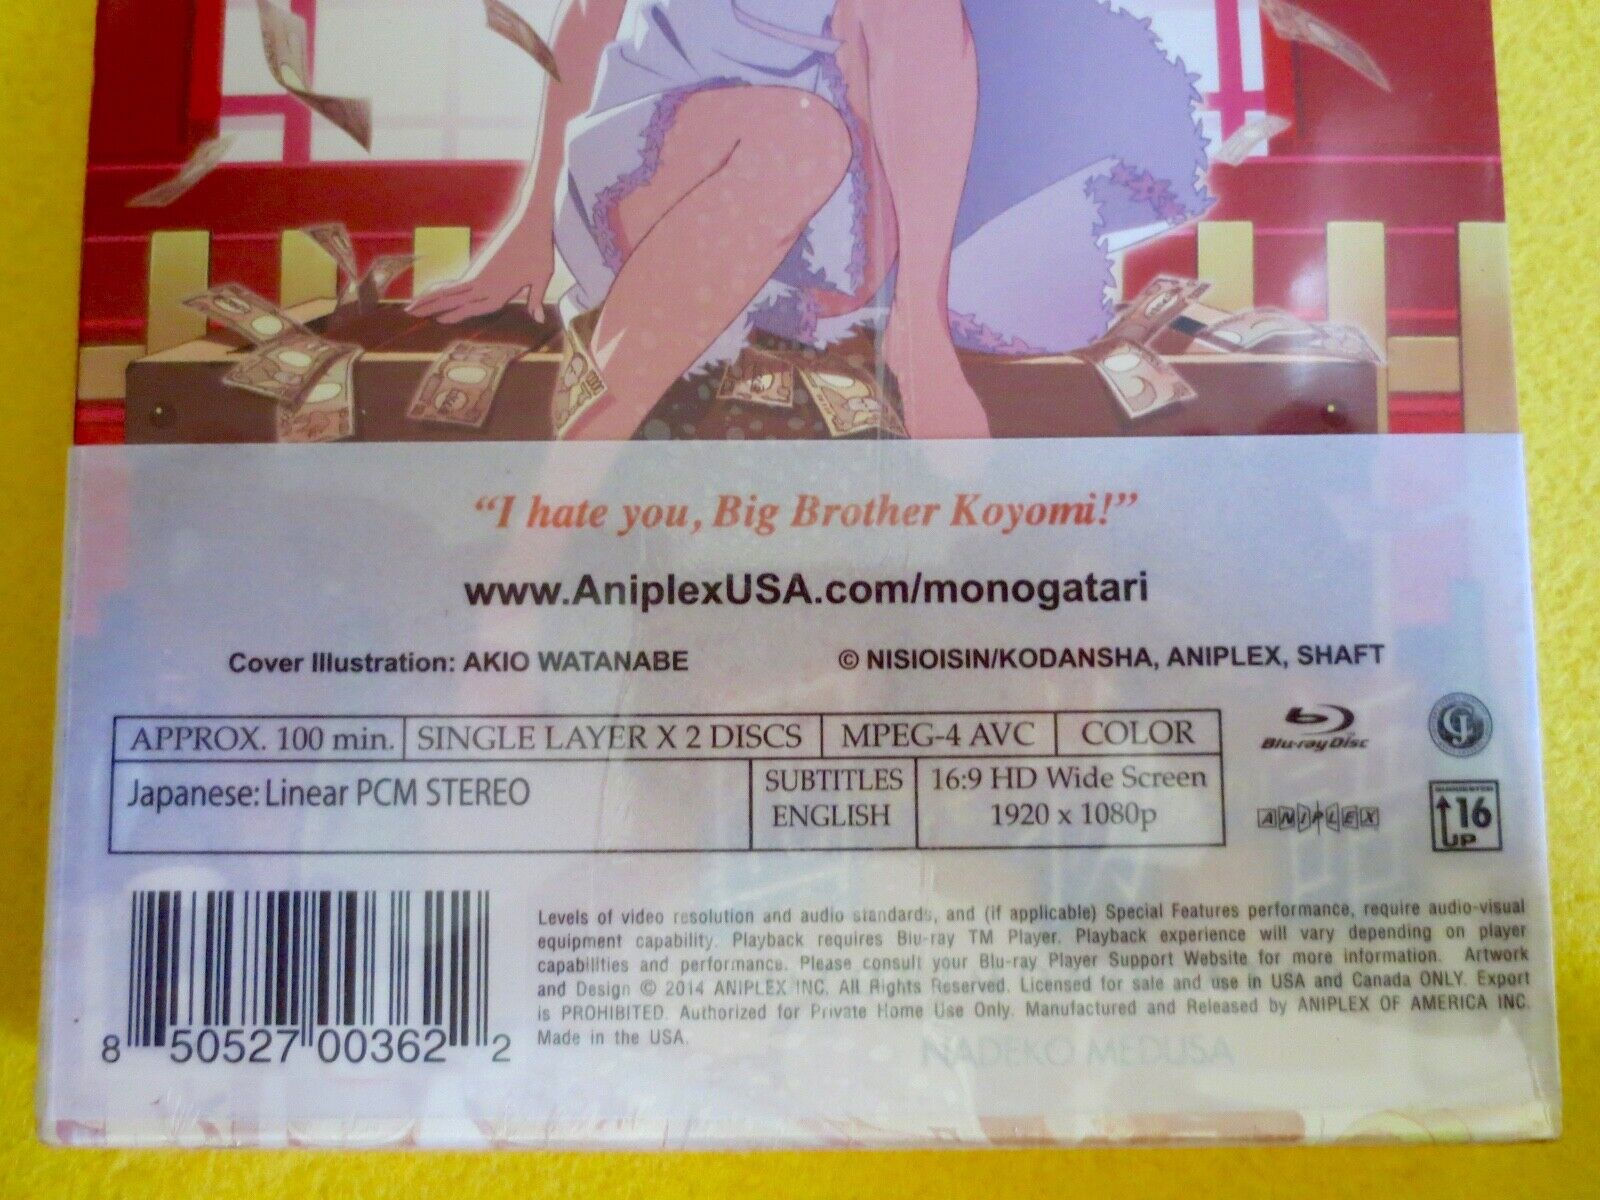 “I hate you, Big Brother Koyomi!”
www.AniplexUSA.com/monogatari
Cover Illustration: AKIO WATANABE
© NISIOISIN/KODANSHA, ANIPLEX, SHAFT
APPROX. 100 min.
SINGLE LAYER X 2 DISCS
MPEG-4 AVC
COLOR
Japanese: Linear PCM STEREO
SUBTITLES
ENGLISH
16:9 HD Wide Screen
1920 x 1080p
Blu-ray Disc
ANIPLEX
SUGGESTED
16
UP
8 50527 00362 2
Levels of video resolution and audio standards, and (if applicable) Special Features performance, require audio-visual
equipment capability. Playback requires Blu-ray TM Player. Playback experience will vary depending on player
capabilities and performance. Please consult your Blu-ray Player Support Website for more information. Artwork
and Design © 2014 ANIPLEX INC. All Rights Reserved. Licensed for sale and use in USA and Canada ONLY. Export
is PROHIBITED. Authorized for Private Home Use Only. Manufactured and Released by ANIPLEX OF AMERICA INC.
Made in the USA.
NADEKO MEDUSA